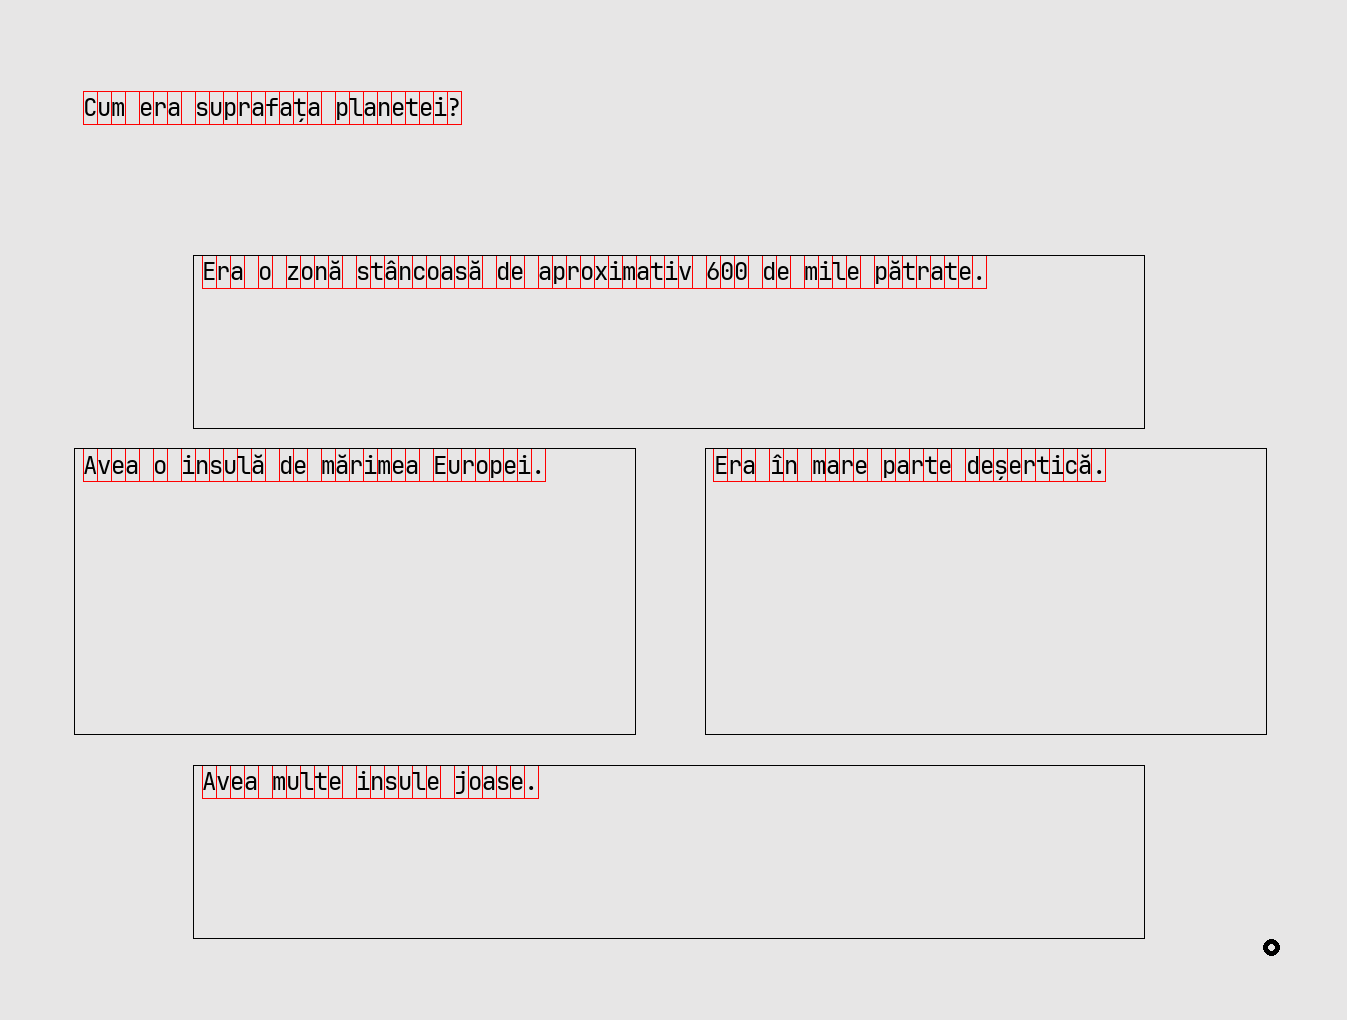 Cum era suprafața planetei?
Era o zonă stâncoasă de aproximativ 600 de mile pătrate.
Avea o insulă de mărimea Europei.
Era în mare parte deșertică.
Avea multe insule joase.